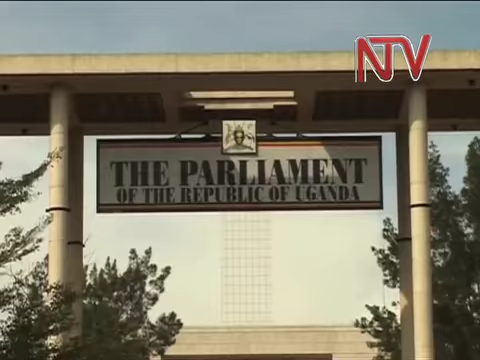 NTV
THE PARLIAMENT
OF THE REPUBLIC OF UGANDA